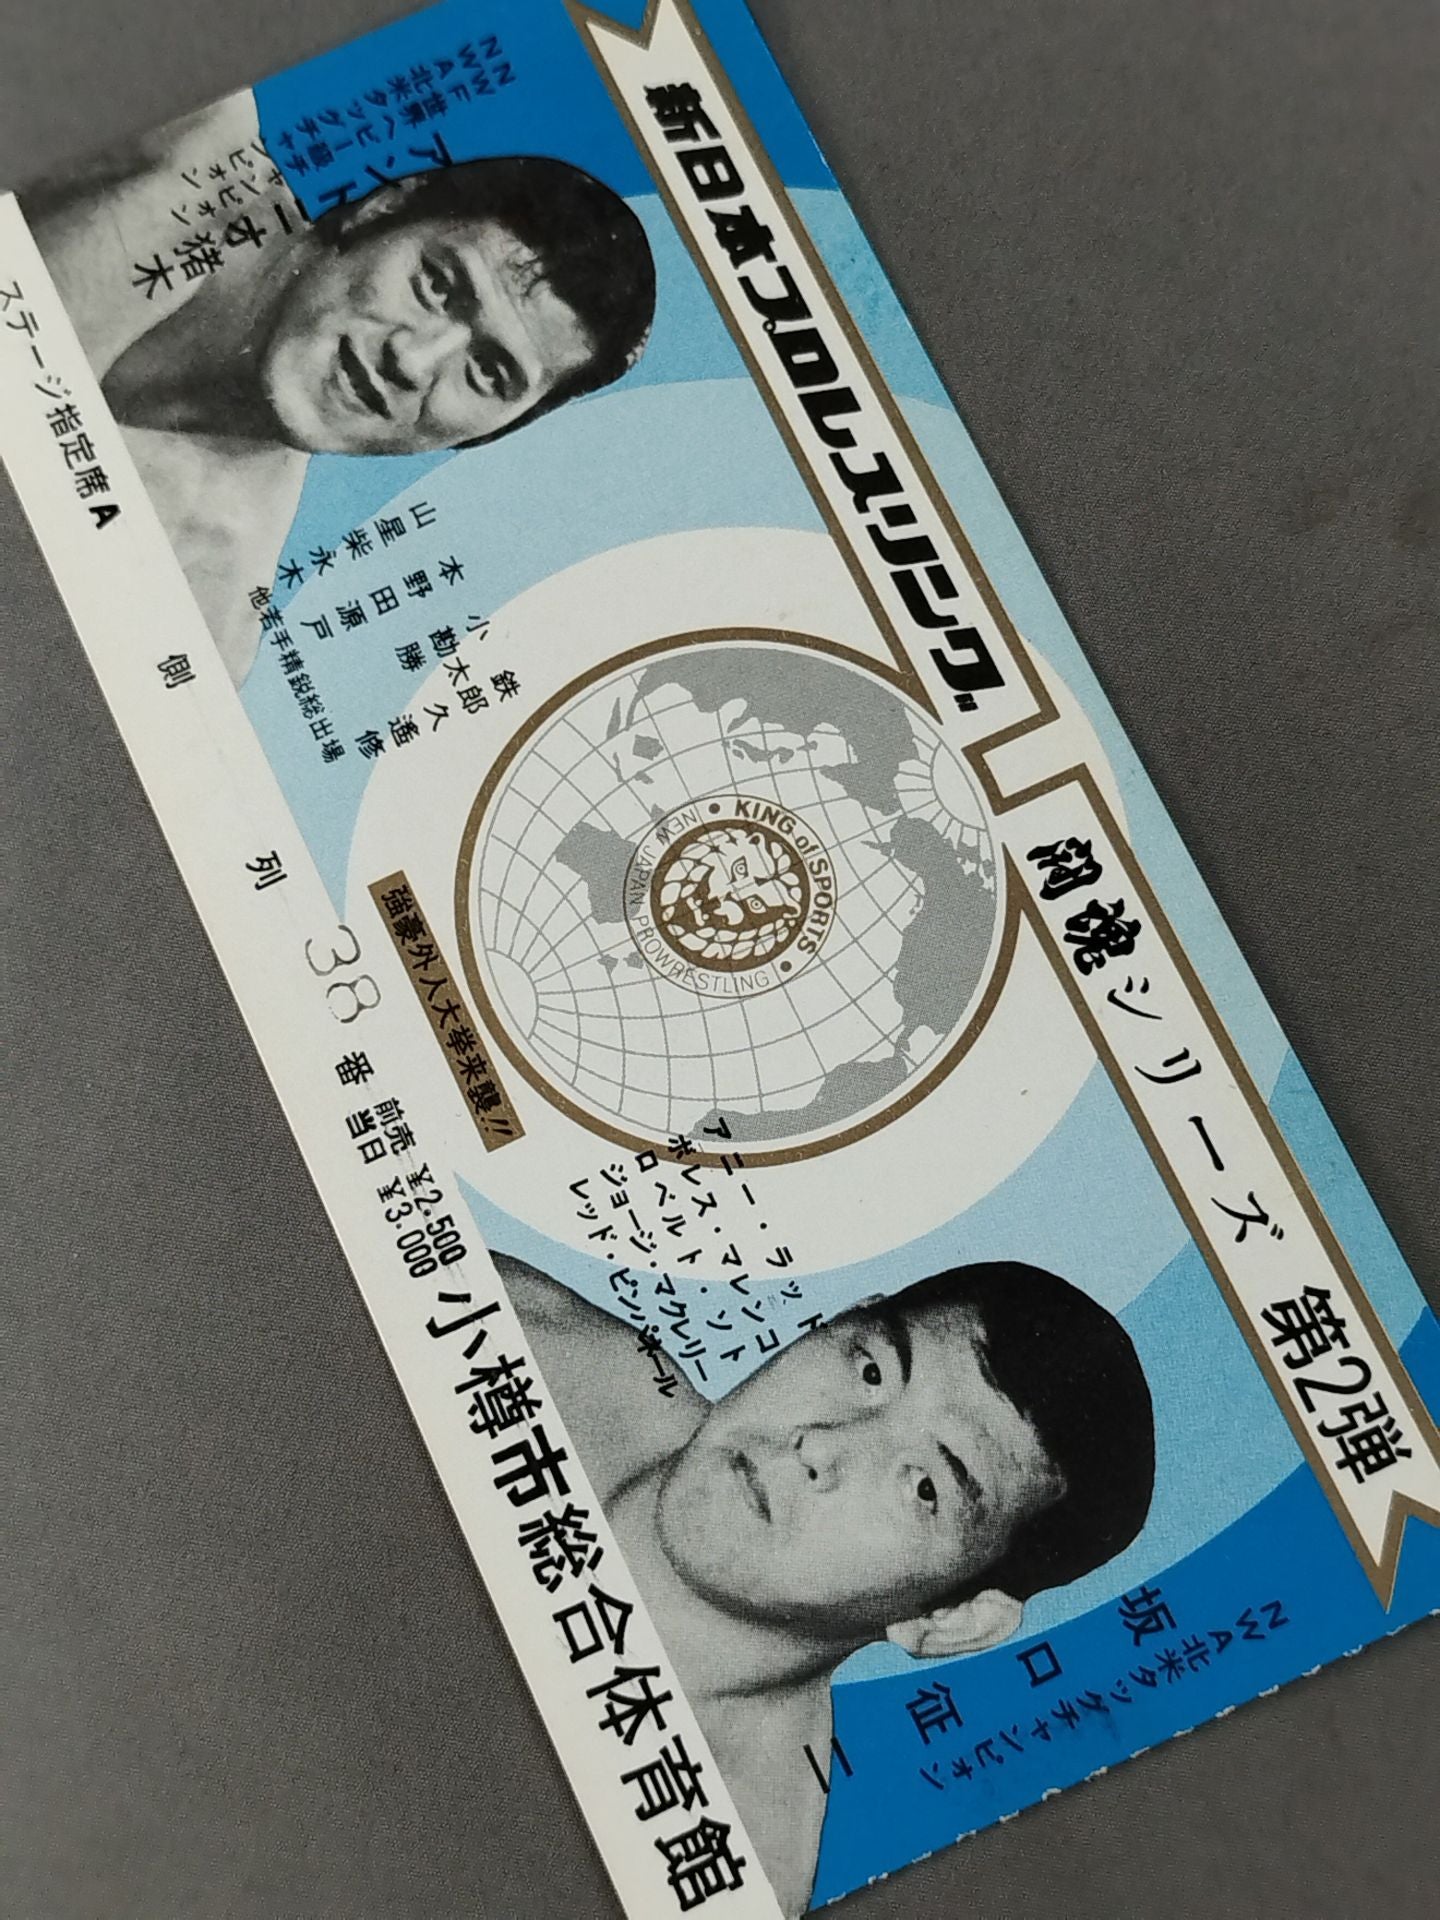 新日本プロレスリング㈱
闘魂シリーズ 第2弾
NWF世界ヘビー級チャンピオン
NWA北米タッグチャンピオン
アントニオ猪木
山本小鉄
星野勘太郎
柴田勝久
永源遙
木戸修
他若手精鋭総出場
KING of SPORTS
NEW JAPAN PROWRESTLING
強豪外人大挙来襲!!
アニー・ラッド
ボレス・マレンコ
ロベルト・ソト
ジョージ・マクレリー
レッド・ピンパネール
NWA北米タッグチャンピオン
坂口征二
ステージ指定席A
側
列
38番
前売 ¥2.500
当日 ¥3.000
小樽市総合体育館